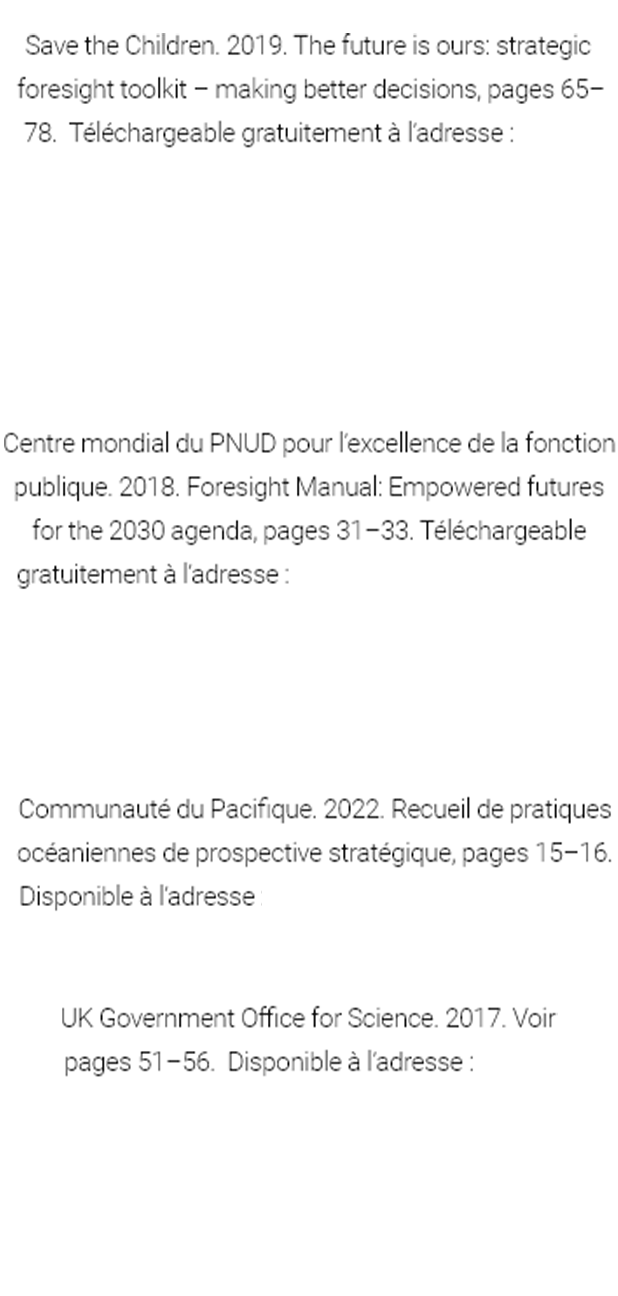 Save the Children. 2019. The future is ours: strategic
foresight toolkit – making better decisions, pages 65–
78.  Téléchargeable gratuitement à l’adresse :
Centre mondial du PNUD pour l’excellence de la fonction
publique. 2018. Foresight Manual: Empowered futures
for the 2030 agenda, pages 31–33. Téléchargeable
gratuitement à l’adresse :
Communauté du Pacifique. 2022. Recueil de pratiques
océaniennes de prospective stratégique, pages 15–16.
Disponible à l’adresse
UK Government Office for Science. 2017. Voir
pages 51–56.  Disponible à l’adresse :